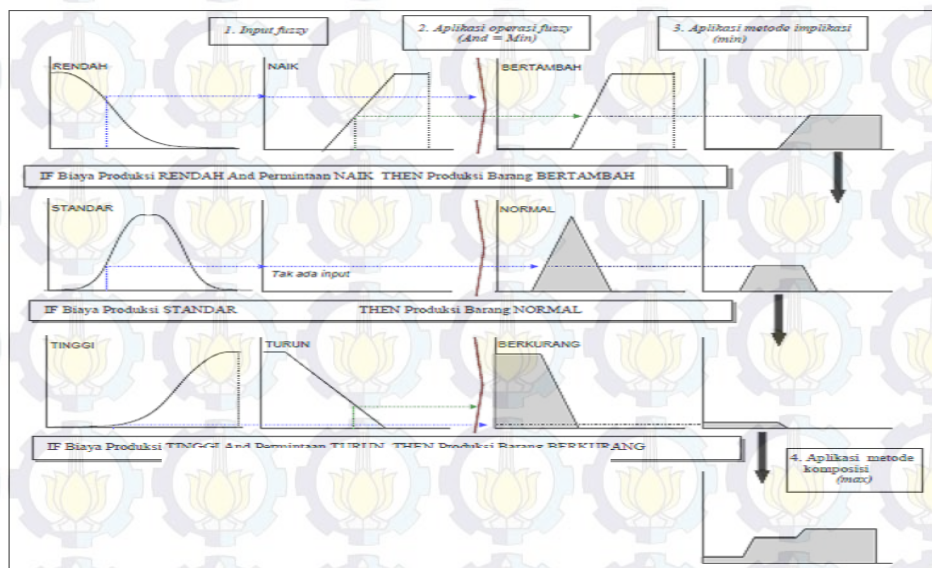 1. Input fuzzy
2. Aplikasi operasi fuzzy
(And = Min)
3. Aplikasi metode implikasi
(min)
RENDAH
NAIK
BERTAMBAH
IF Biaya Produksi RENDAH And Permintaan NAIK THEN Produksi Barang BERTAMBAH
STANDAR
NORMAL
Tak ada input
IF Biaya Produksi STANDAR THEN Produksi Barang NORMAL
TINGGI
TURUN
BERKURANG
IF Biaya Produksi TINGGI And Permintaan TURUN THEN Produksi Barang BERKURANG
4. Aplikasi metode
komposisi
(max)